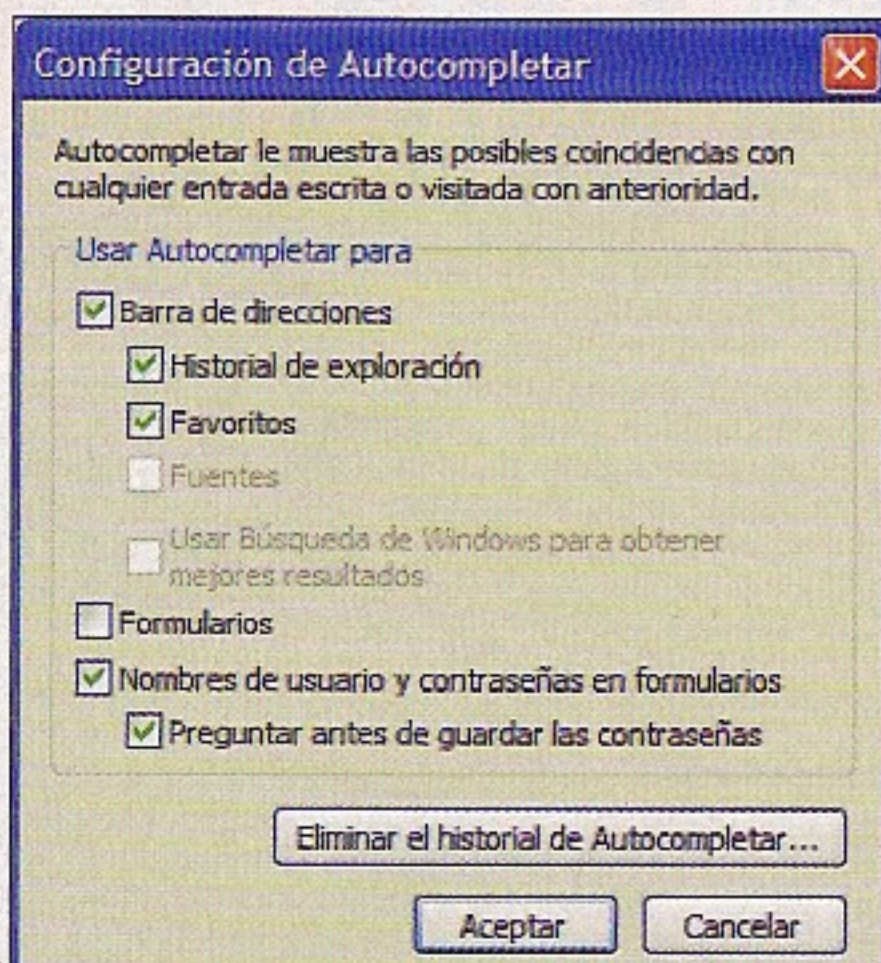 Configuración de Autocompletar
Autocompletar le muestra las posibles coincidencias con
cualquier entrada escrita o visitada con anterioridad.
Usar Autocompletar para
Barra de direcciones
Historial de exploración
Favoritos
Fuentes
Usar Búsqueda de Windows para obtener
mejores resultados
Formularios
Nombres de usuario y contraseñas en formularios
Preguntar antes de guardar las contraseñas
Eliminar el historial de Autocompletar...
Aceptar
Cancelar